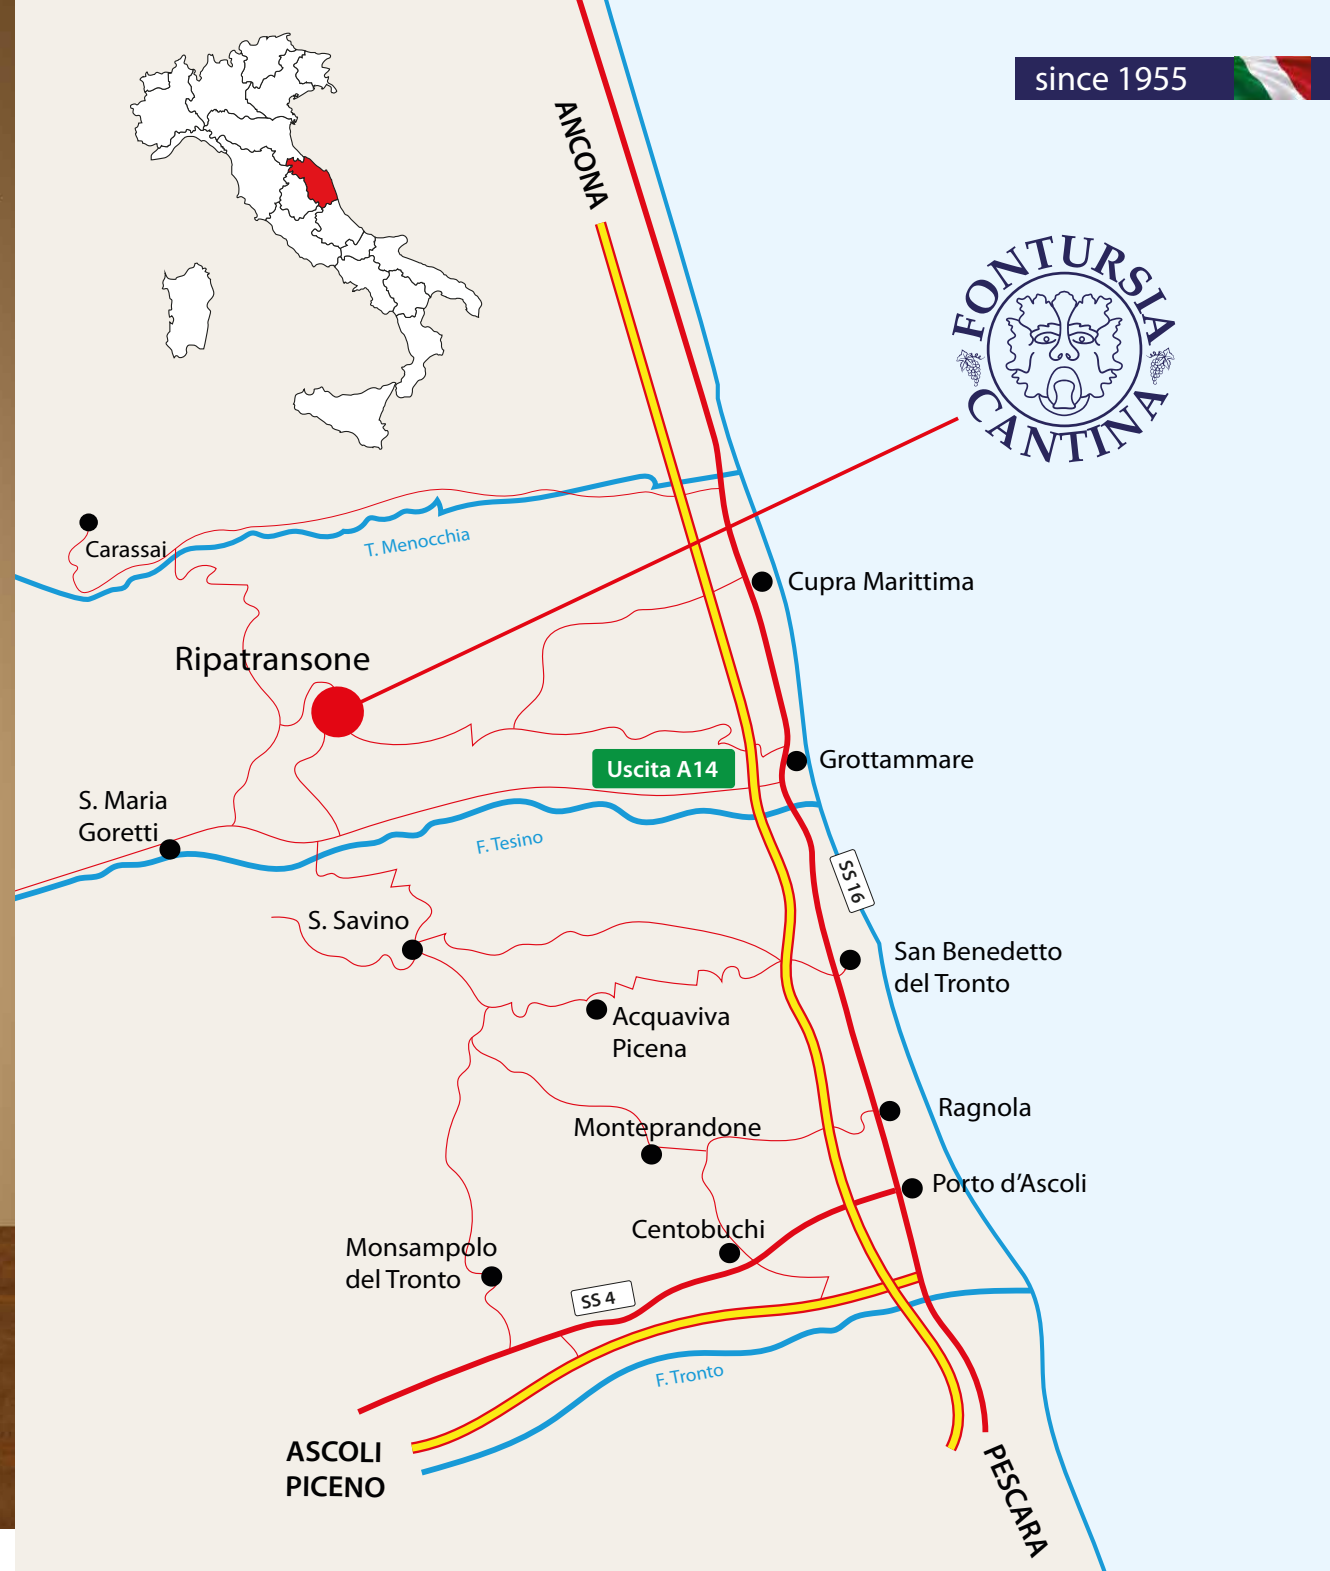 since 1955
ANCONA
FONTURSIA
CANTINA
Carassai
T. Menocchia
Cupra Marittima
Ripatransone
Grottammare
Uscita A14
S. Maria
Goretti
F. Tesino
SS 16
S. Savino
San Benedetto
del Tronto
Acquaviva
Picena
Ragnola
Monteprandone
Porto d’Ascoli
Centobuchi
Monsampolo
del Tronto
SS 4
F. Tronto
ASCOLI
PICENO
PESCARA